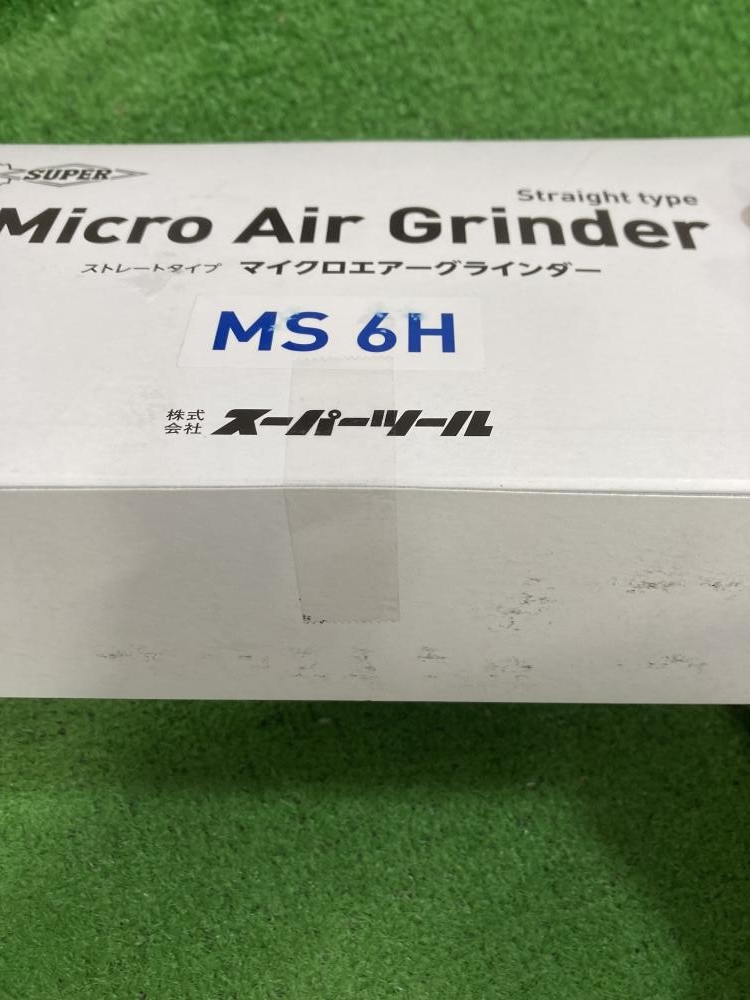 SUPER
Straight type
Micro Air Grinder
ストレートタイプ マイクロエアーグラインダー
MS 6H
株式会社 スーパーツール